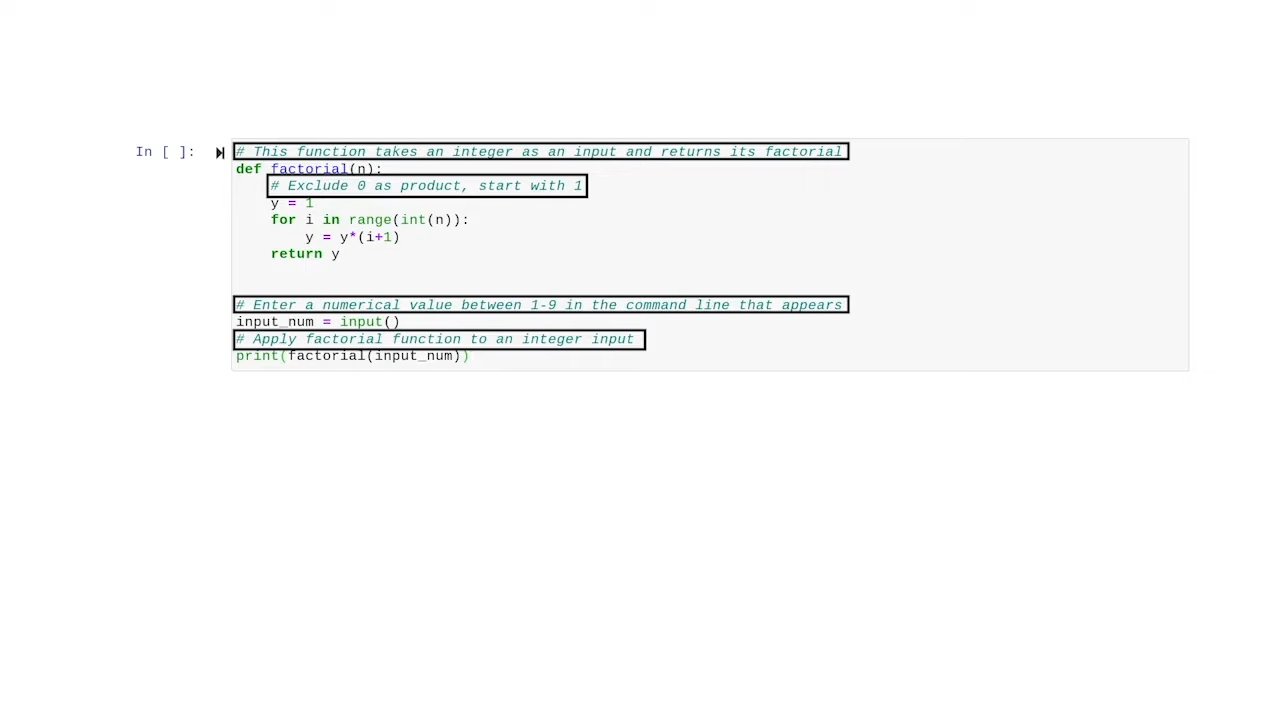 In [ ]:
# This function takes an integer as an input and returns its factorial
def factorial(n):
    # Exclude 0 as product, start with 1
    y = 1
    for i in range(int(n)):
        y = y*(i+1)
    return y
# Enter a numerical value between 1-9 in the command line that appears
input_num = input()
# Apply factorial function to an integer input
print(factorial(input_num))